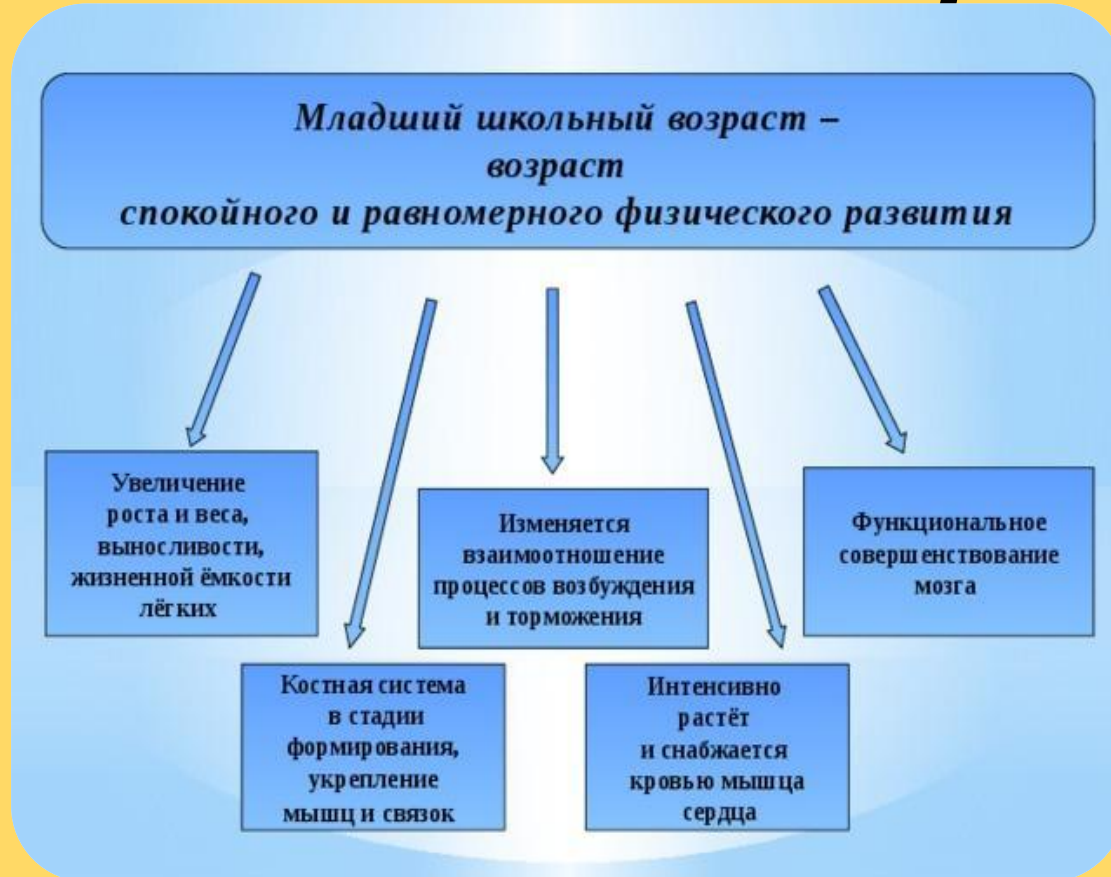 Младший школьный возраст –
возраст
спокойного и равномерного физического развития
Увеличение
роста и веса,
выносливости,
жизненной ёмкости
лёгких
Костная система
в стадии
формирования,
укрепление
мышц и связок
Изменяется
взаимоотношение
процессов возбуждения
и торможения
Интенсивно
растёт
и снабжается
кровью мышца
сердца
Функциональное
совершенствование
мозга